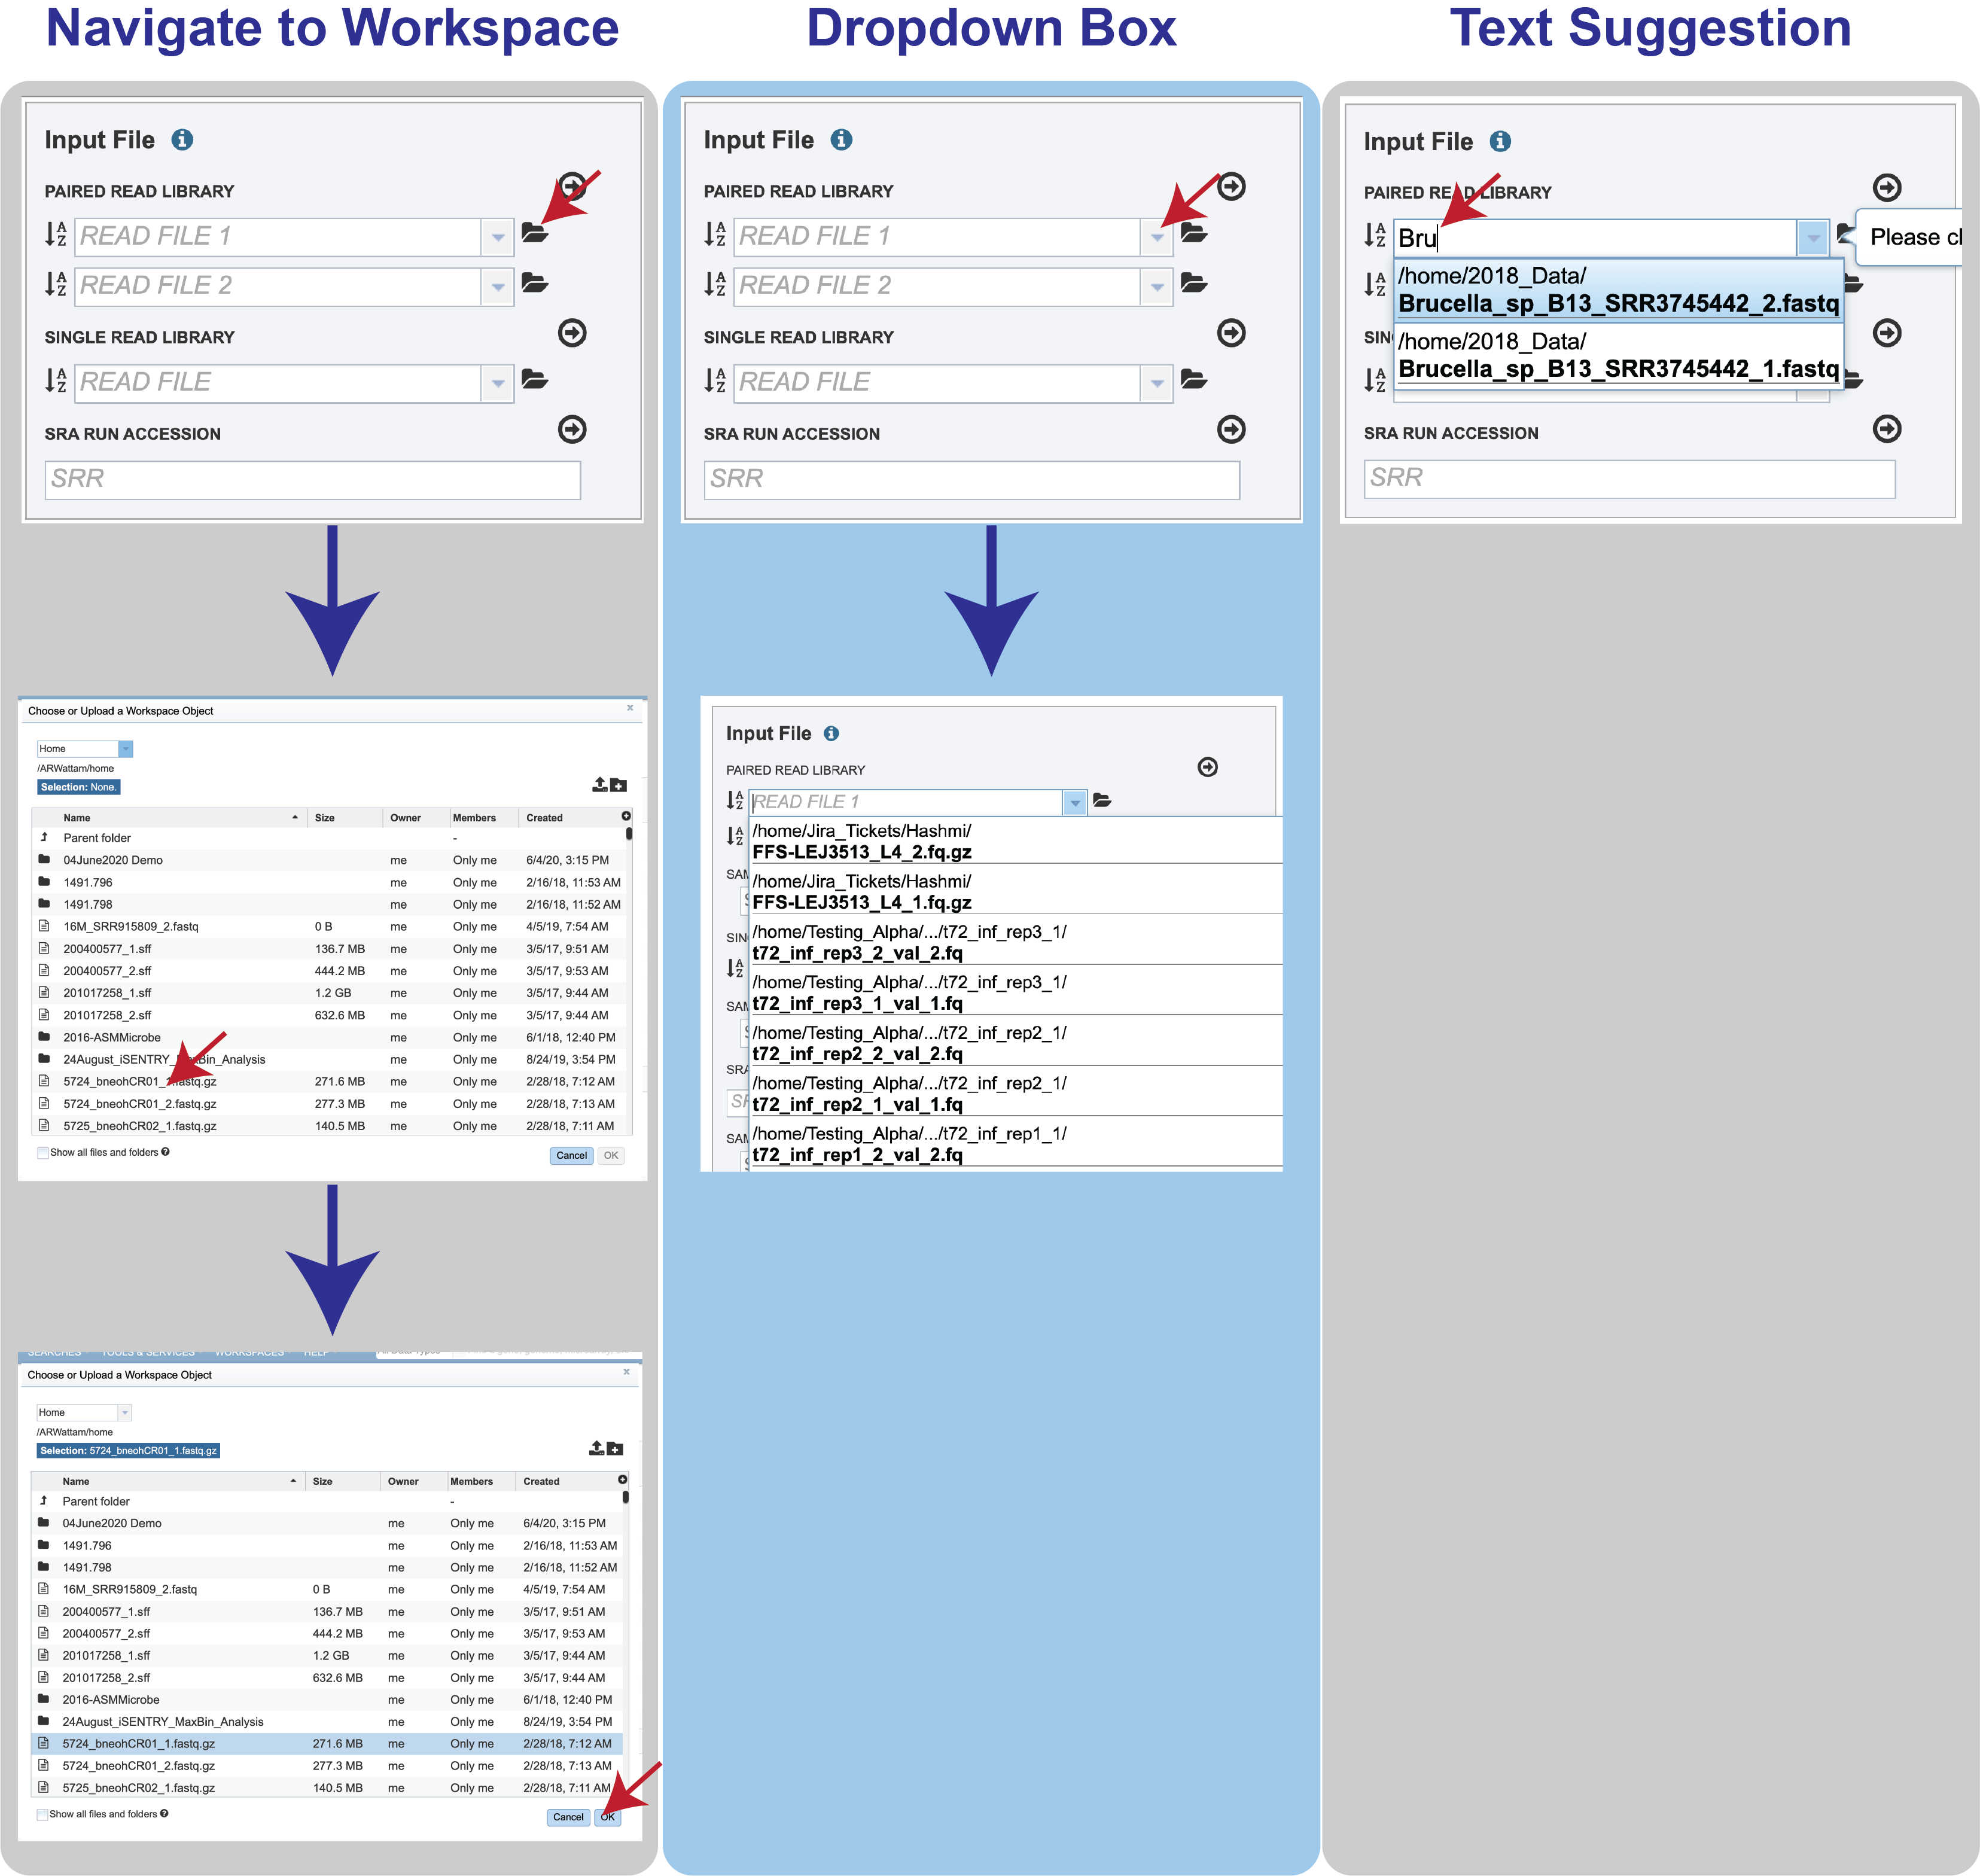 Navigate to Workspace
Input File
PAIRED READ LIBRARY
READ FILE 1
READ FILE 2
SINGLE READ LIBRARY
READ FILE
SRA RUN ACCESSION
SRR
Choose or Upload a Workspace Object x
Home
/ARWattam/home
Selection: None.
Name Size Owner Members Created
Parent folder -
04June2020 Demo me Only me 6/4/20, 3:15 PM
1491.796 me Only me 2/16/18, 11:53 AM
1491.798 me Only me 2/16/18, 11:52 AM
16M_SRR915809_2.fastq 0 B me Only me 4/5/19, 7:54 AM
200400577_1.sff 136.7 MB me Only me 3/5/17, 9:51 AM
200400577_2.sff 444.2 MB me Only me 3/5/17, 9:53 AM
201017258_1.sff 1.2 GB me Only me 3/5/17, 9:44 AM
201017258_2.sff 632.6 MB me Only me 3/5/17, 9:44 AM
2016-ASMMicrobe me Only me 6/1/18, 12:40 PM
24August_iSENTRY_MaxBin_Analysis me Only me 8/24/19, 3:54 PM
5724_bneohCR01_1.fastq.gz 271.6 MB me Only me 2/28/18, 7:12 AM
5724_bneohCR01_2.fastq.gz 277.3 MB me Only me 2/28/18, 7:13 AM
5725_bneohCR02_1.fastq.gz 140.5 MB me Only me 2/28/18, 7:11 AM
Show all files and folders Cancel OK
SEARCHES TOOLS & SERVICES WORKSPACES HELP All Data Types
Choose or Upload a Workspace Object x
Home
/ARWattam/home
Selection: 5724_bneohCR01_1.fastq.gz
Name Size Owner Members Created
Parent folder -
04June2020 Demo me Only me 6/4/20, 3:15 PM
1491.796 me Only me 2/16/18, 11:53 AM
1491.798 me Only me 2/16/18, 11:52 AM
16M_SRR915809_2.fastq 0 B me Only me 4/5/19, 7:54 AM
200400577_1.sff 136.7 MB me Only me 3/5/17, 9:51 AM
200400577_2.sff 444.2 MB me Only me 3/5/17, 9:53 AM
201017258_1.sff 1.2 GB me Only me 3/5/17, 9:44 AM
201017258_2.sff 632.6 MB me Only me 3/5/17, 9:44 AM
2016-ASMMicrobe me Only me 6/1/18, 12:40 PM
24August_iSENTRY_MaxBin_Analysis me Only me 8/24/19, 3:54 PM
5724_bneohCR01_1.fastq.gz 271.6 MB me Only me 2/28/18, 7:12 AM
5724_bneohCR01_2.fastq.gz 277.3 MB me Only me 2/28/18, 7:13 AM
5725_bneohCR02_1.fastq.gz 140.5 MB me Only me 2/28/18, 7:11 AM
Show all files and folders Cancel OK
Dropdown Box
Input File
PAIRED READ LIBRARY
READ FILE 1
READ FILE 2
SINGLE READ LIBRARY
READ FILE
SRA RUN ACCESSION
SRR
Input File
PAIRED READ LIBRARY
READ FILE 1
/home/Jira_Tickets/Hashmi/
FFS-LEJ3513_L4_2.fq.gz
SAM
/home/Jira_Tickets/Hashmi/
FFS-LEJ3513_L4_1.fq.gz
SIN
/home/Testing_Alpha/.../t72_inf_rep3_1/
t72_inf_rep3_2_val_2.fq
/home/Testing_Alpha/.../t72_inf_rep3_1/
t72_inf_rep3_1_val_1.fq
SAM
/home/Testing_Alpha/.../t72_inf_rep2_1/
t72_inf_rep2_2_val_2.fq
SRA
/home/Testing_Alpha/.../t72_inf_rep2_1/
t72_inf_rep2_1_val_1.fq
SAM
/home/Testing_Alpha/.../t72_inf_rep1_1/
t72_inf_rep1_2_val_2.fq
Text Suggestion
Input File
PAIRED READ LIBRARY
Bru
Please cl
/home/2018_Data/
Brucella_sp_B13_SRR3745442_2.fastq
SIN
/home/2018_Data/
Brucella_sp_B13_SRR3745442_1.fastq
SRA RUN ACCESSION
SRR